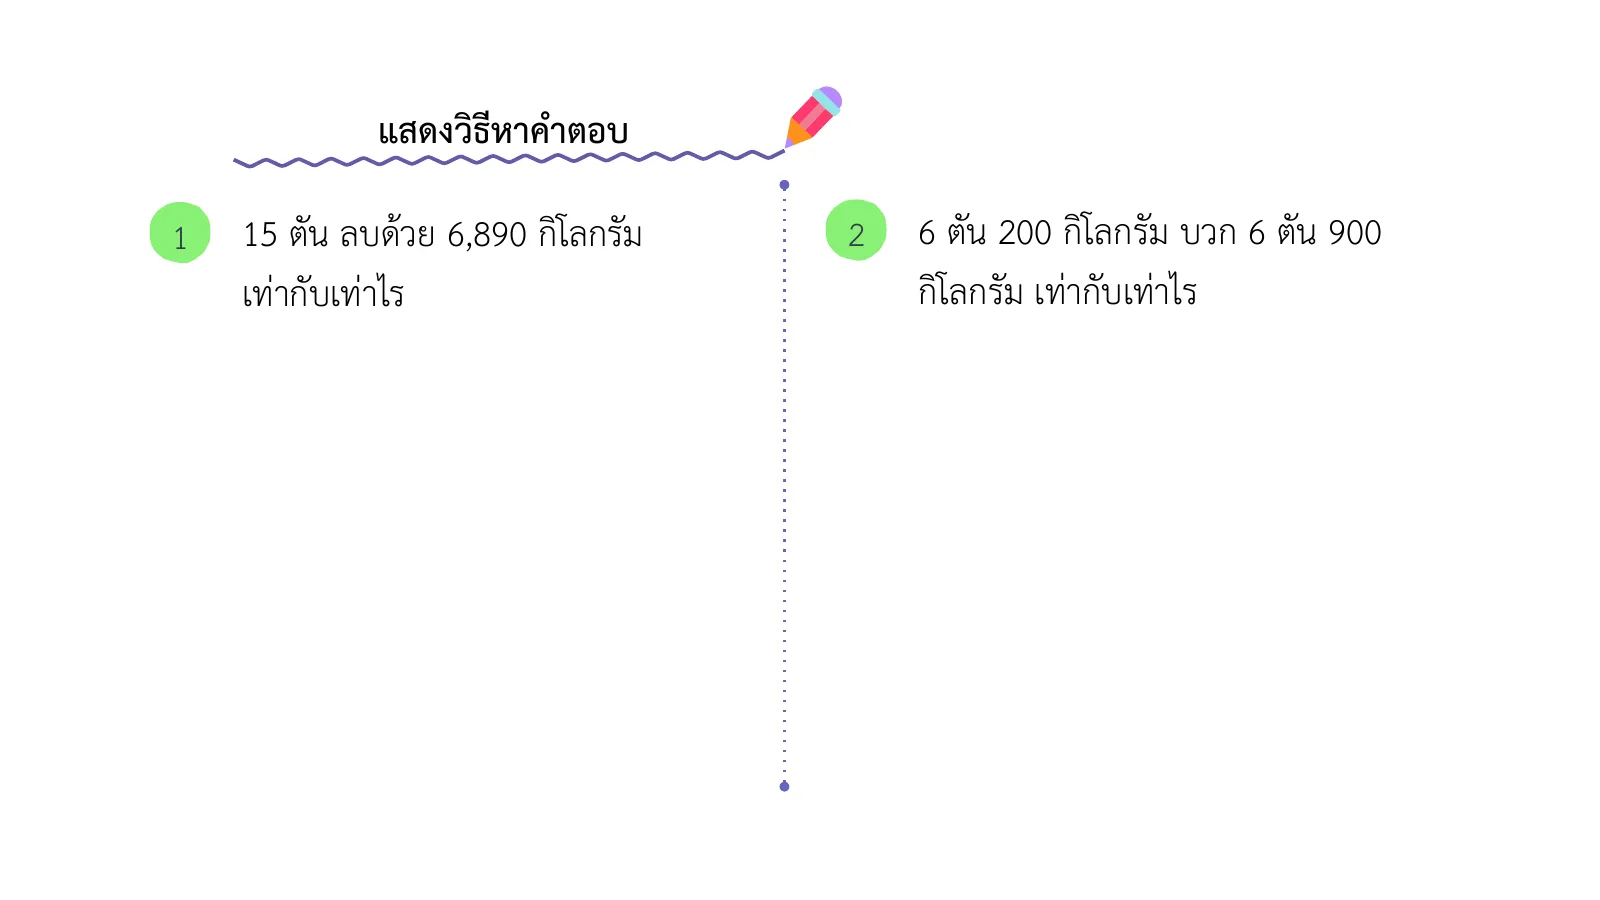 แสดงวิธีหาคำตอบ
1
15 ตัน ลบด้วย 6,890 กิโลกรัม
เท่ากับเท่าไร
2
6 ตัน 200 กิโลกรัม บวก 6 ตัน 900
กิโลกรัม เท่ากับเท่าไร